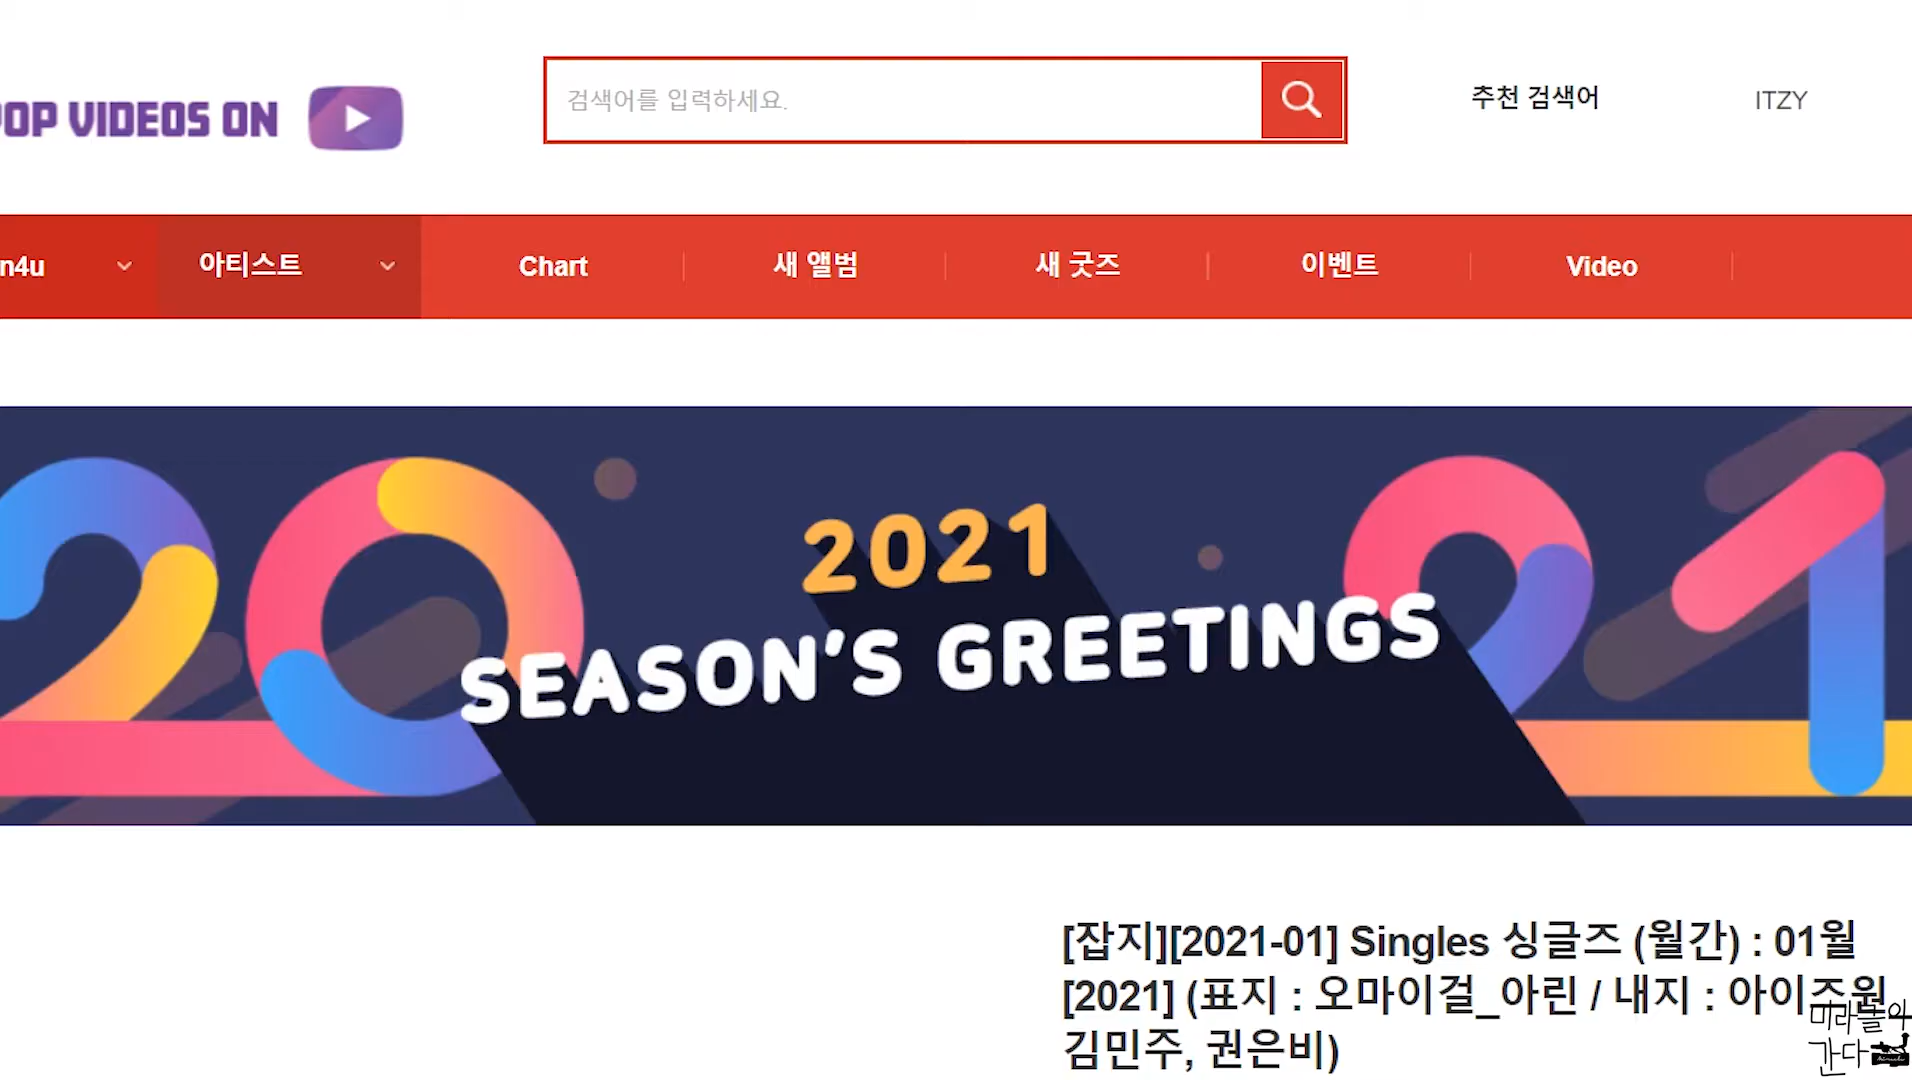 POP VIDEOS ON
검색어를 입력하세요.
추천 검색어
ITZY
n4u
아티스트
Chart
새 앨범
새 굿즈
이벤트
Video
2021
SEASON'S GREETINGS
[잡지][2021-01] Singles 싱글즈 (월간) : 01월
[2021] (표지 : 오마이걸_아린 / 내지 : 아이즈원
김민주, 권은비)
간다